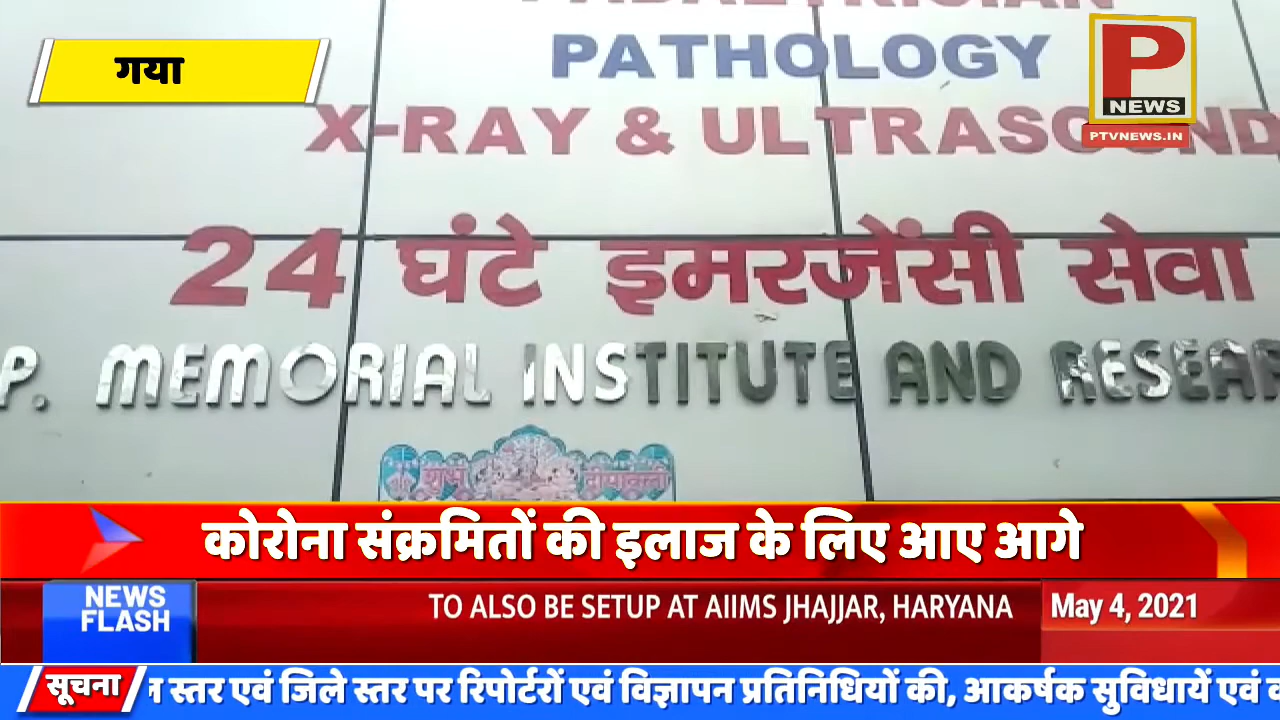 PATHOLOGY
गया
P
NEWS
PTVNEWS.IN
X-RAY & ULTRASOUND
24 घंटे इमरजेंसी सेवा
P. MEMORIAL INSTITUTE AND RESEAR
शुभ दीपावली
कोरोना संक्रमितों की इलाज के लिए आए आगे
NEWS FLASH
TO ALSO BE SETUP AT AIIMS JHAJJAR, HARYANA
May 4, 2021
सूचना
स्तर एवं जिले स्तर पर रिपोर्टरों एवं विज्ञापन प्रतिनिधियों की, आकर्षक सुविधायें एवं